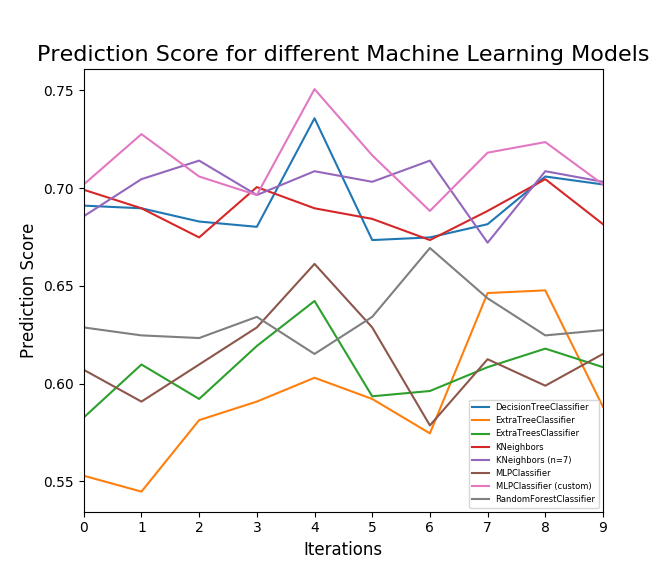 Prediction Score for different Machine Learning Models
0.75
0.70
0.65
0.60
0.55
Prediction Score
DecisionTreeClassifier
ExtraTreeClassifier
ExtraTreesClassifier
KNeighbors
KNeighbors (n=7)
MLPClassifier
MLPClassifier (custom)
RandomForestClassifier
0 1 2 3 4 5 6 7 8 9
Iterations